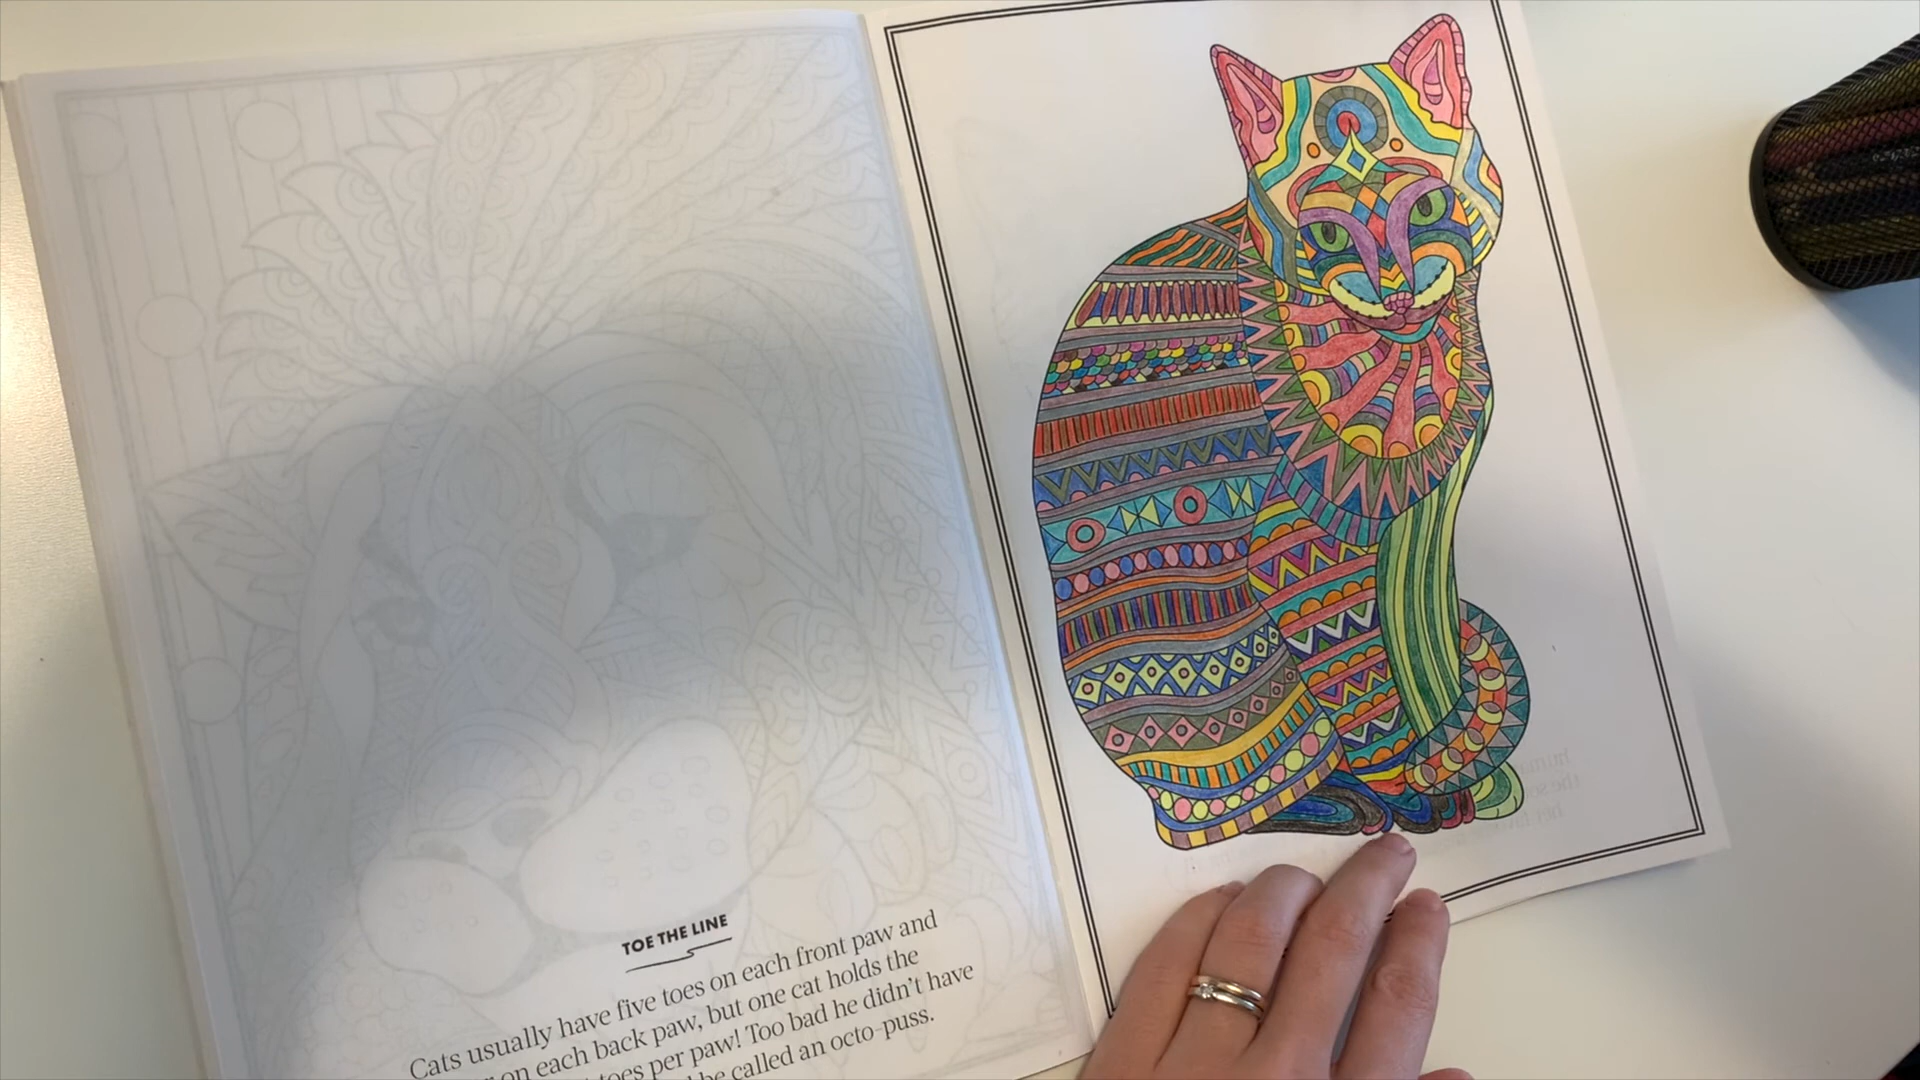 TOE THE LINE
Cats usually have five toes on each front paw and
on each back paw, but one cat holds the
toes per paw! Too bad he didn't have
be called an octo-puss.